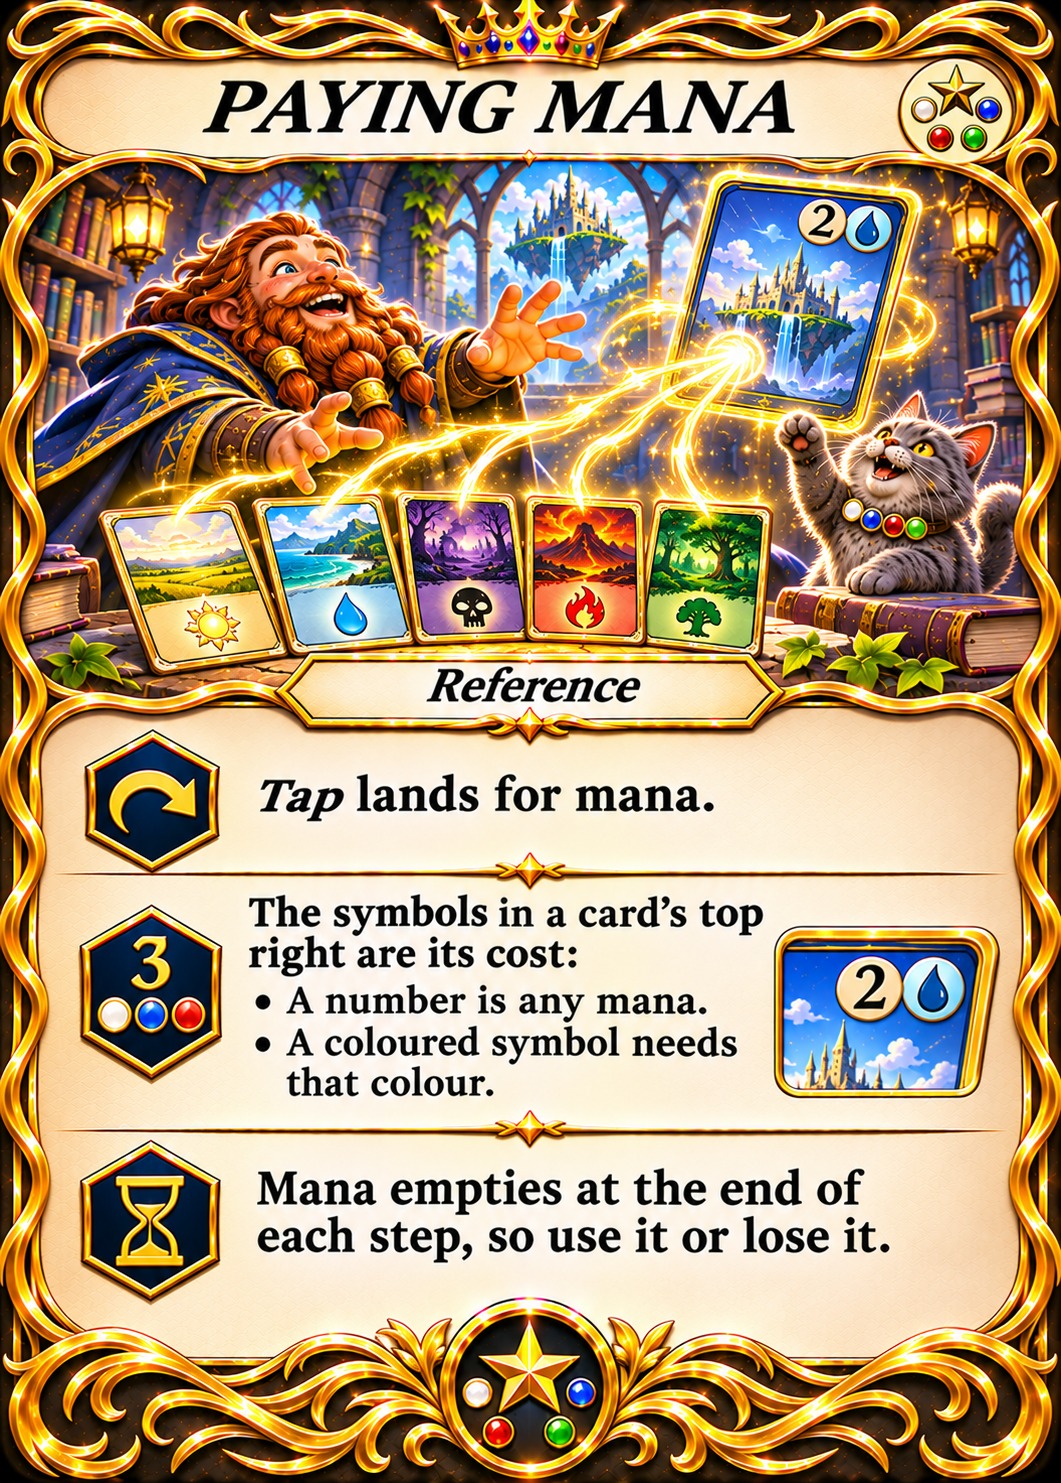 PAYING MANA
2
Reference
Tap lands for mana.
3
The symbols in a card's top
right are its cost:
• A number is any mana.
• A coloured symbol needs
that colour.
2
Mana empties at the end of
each step, so use it or lose it.